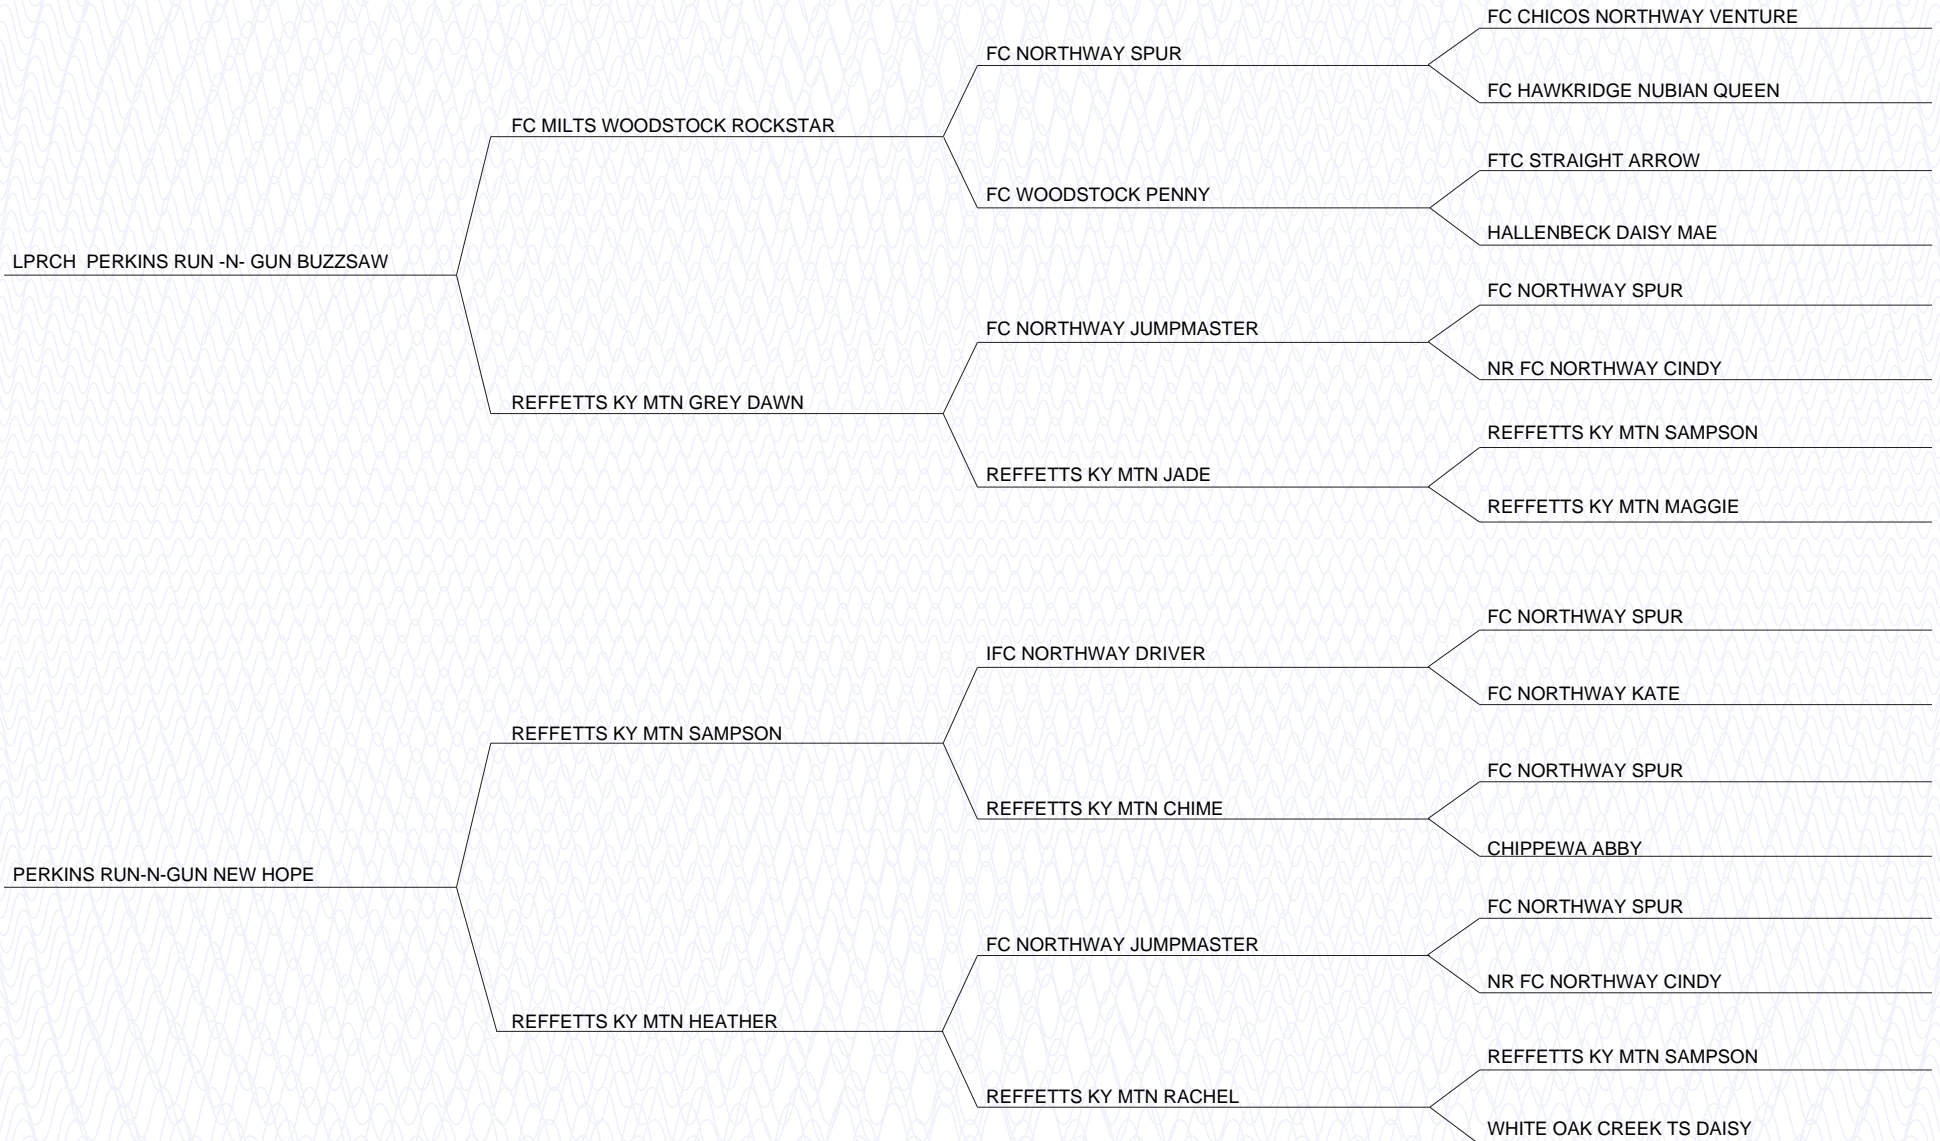 FC CHICOS NORTHWAY VENTURE
FC NORTHWAY SPUR
FC HAWKRIDGE NUBIAN QUEEN
FC MILTS WOODSTOCK ROCKSTAR
FTC STRAIGHT ARROW
FC WOODSTOCK PENNY
HALLENBECK DAISY MAE
LPRCH  PERKINS RUN -N- GUN BUZZSAW
FC NORTHWAY SPUR
FC NORTHWAY JUMPMASTER
NR FC NORTHWAY CINDY
REFFETTS KY MTN GREY DAWN
REFFETTS KY MTN SAMPSON
REFFETTS KY MTN JADE
REFFETTS KY MTN MAGGIE
FC NORTHWAY SPUR
IFC NORTHWAY DRIVER
FC NORTHWAY KATE
REFFETTS KY MTN SAMPSON
FC NORTHWAY SPUR
REFFETTS KY MTN CHIME
CHIPPEWA ABBY
PERKINS RUN-N-GUN NEW HOPE
FC NORTHWAY SPUR
FC NORTHWAY JUMPMASTER
NR FC NORTHWAY CINDY
REFFETTS KY MTN HEATHER
REFFETTS KY MTN SAMPSON
REFFETTS KY MTN RACHEL
WHITE OAK CREEK TS DAISY